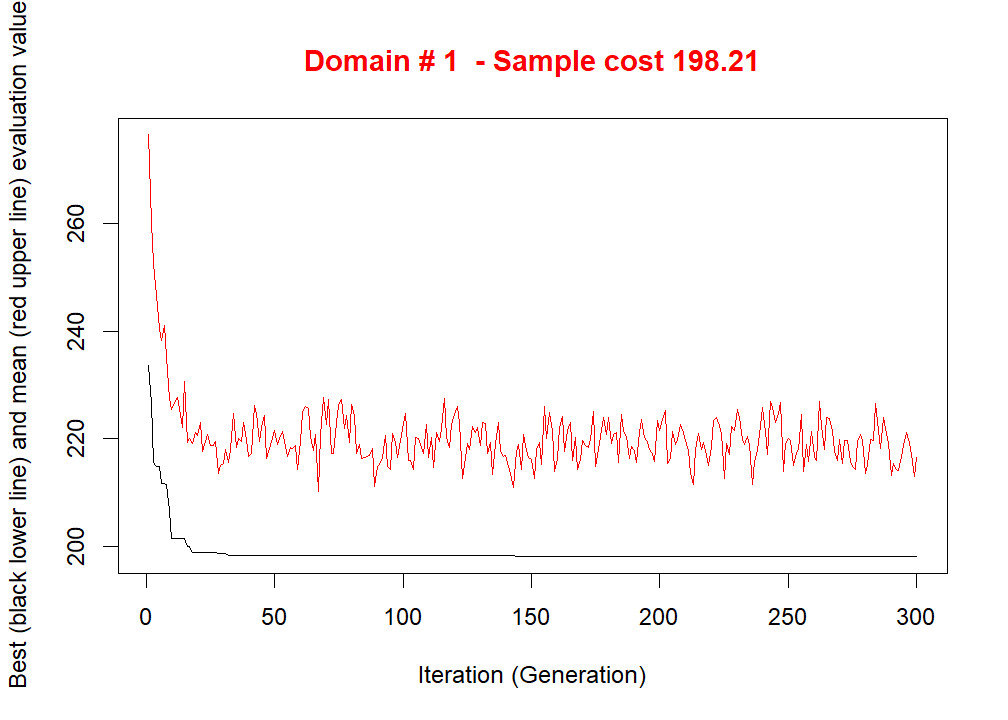 Domain # 1  - Sample cost 198.21
Best (black lower line) and mean (red upper line) evaluation value
260
240
220
200
0 50 100 150 200 250 300
Iteration (Generation)